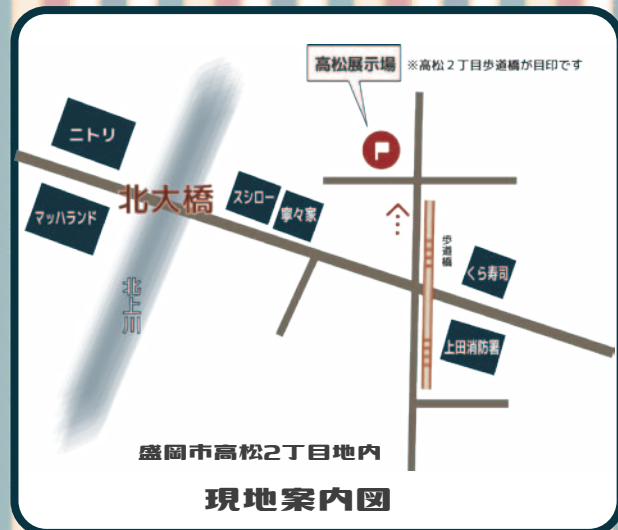 高松展示場
※高松2丁目歩道橋が目印です
ニトリ
マッハランド
北大橋
スシロー
寧々家
歩道橋
くら寿司
北上川
上田消防署
盛岡市高松2丁目地内
現地案内図